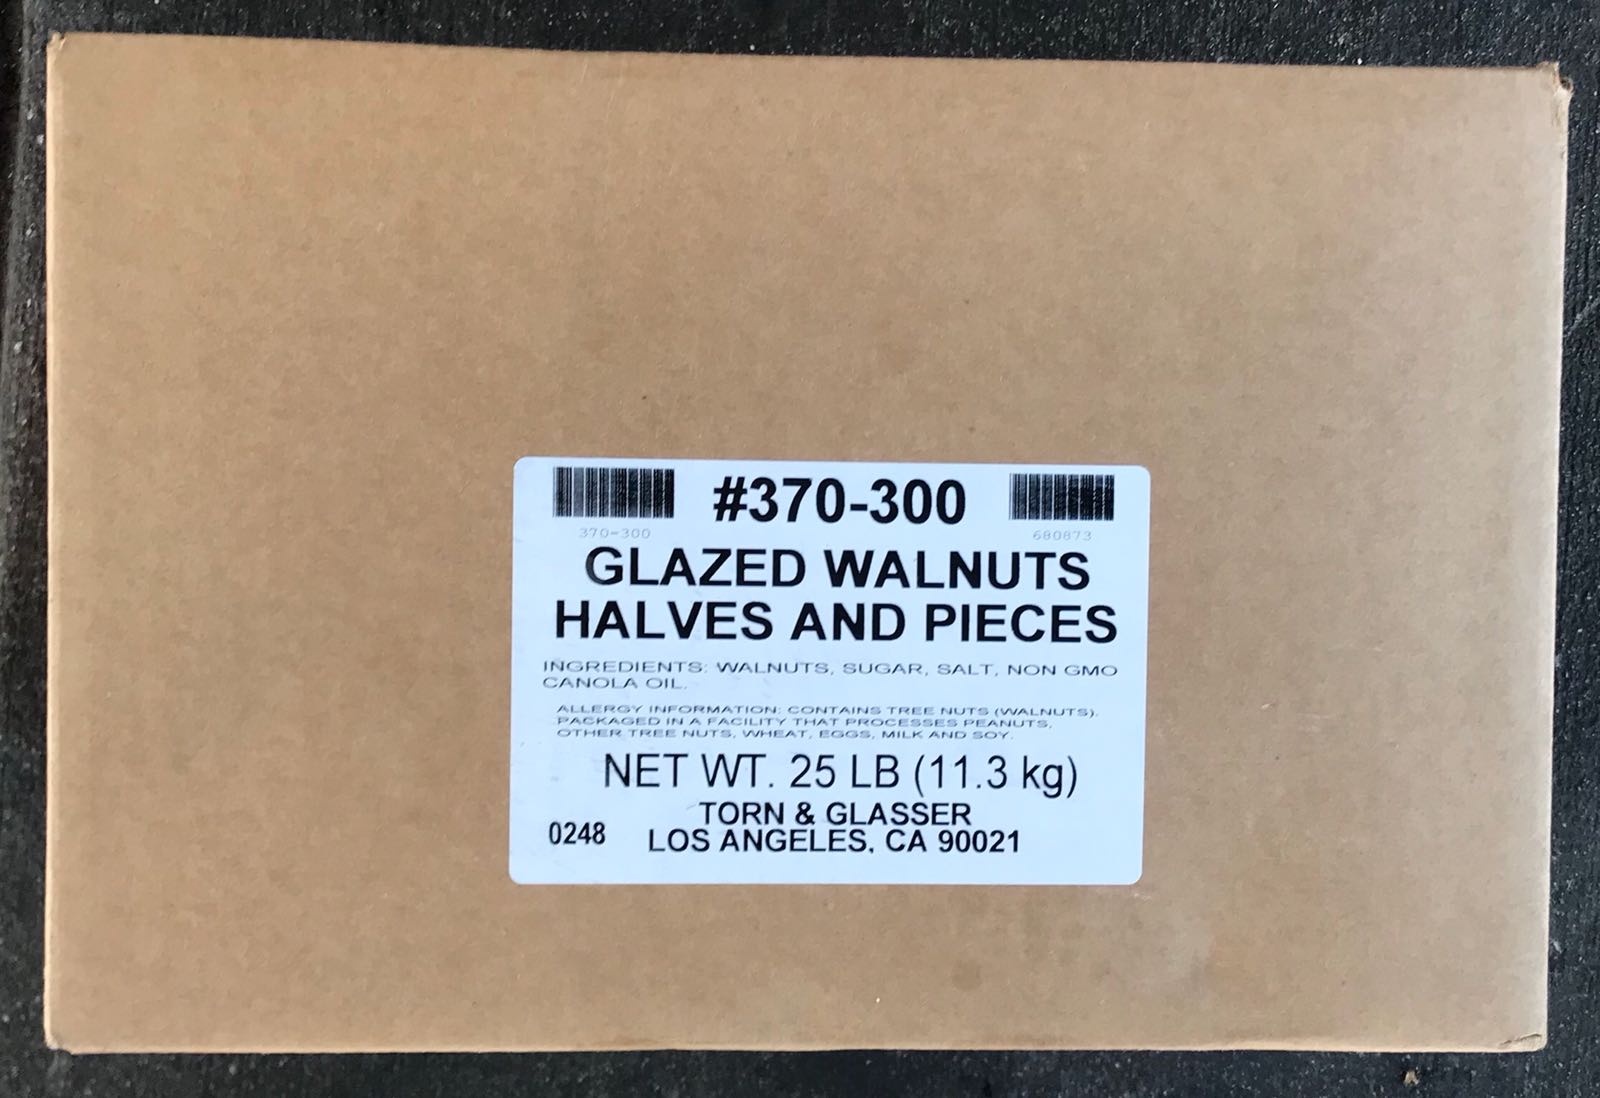 #370-300
370-300
680873
GLAZED WALNUTS
HALVES AND PIECES
INGREDIENTS: WALNUTS, SUGAR, SALT, NON GMO
CANOLA OIL.
ALLERGY INFORMATION: CONTAINS TREE NUTS (WALNUTS).
PACKAGED IN A FACILITY THAT PROCESSES PEANUTS,
OTHER TREE NUTS, WHEAT, EGGS, MILK AND SOY.
NET WT. 25 LB (11.3 kg)
TORN & GLASSER
0248 LOS ANGELES, CA 90021